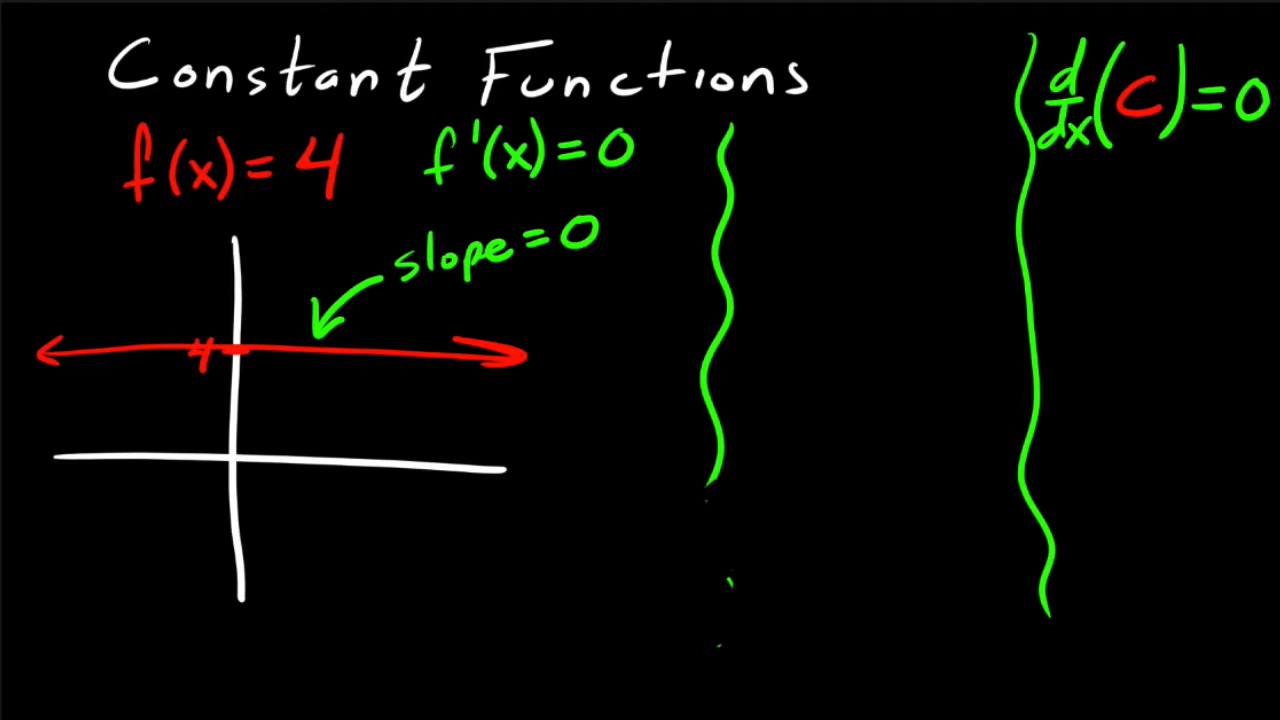 Constant Functions
f(x) = 4
f'(x) = 0
slope = 0
4
d/dx (C) = 0